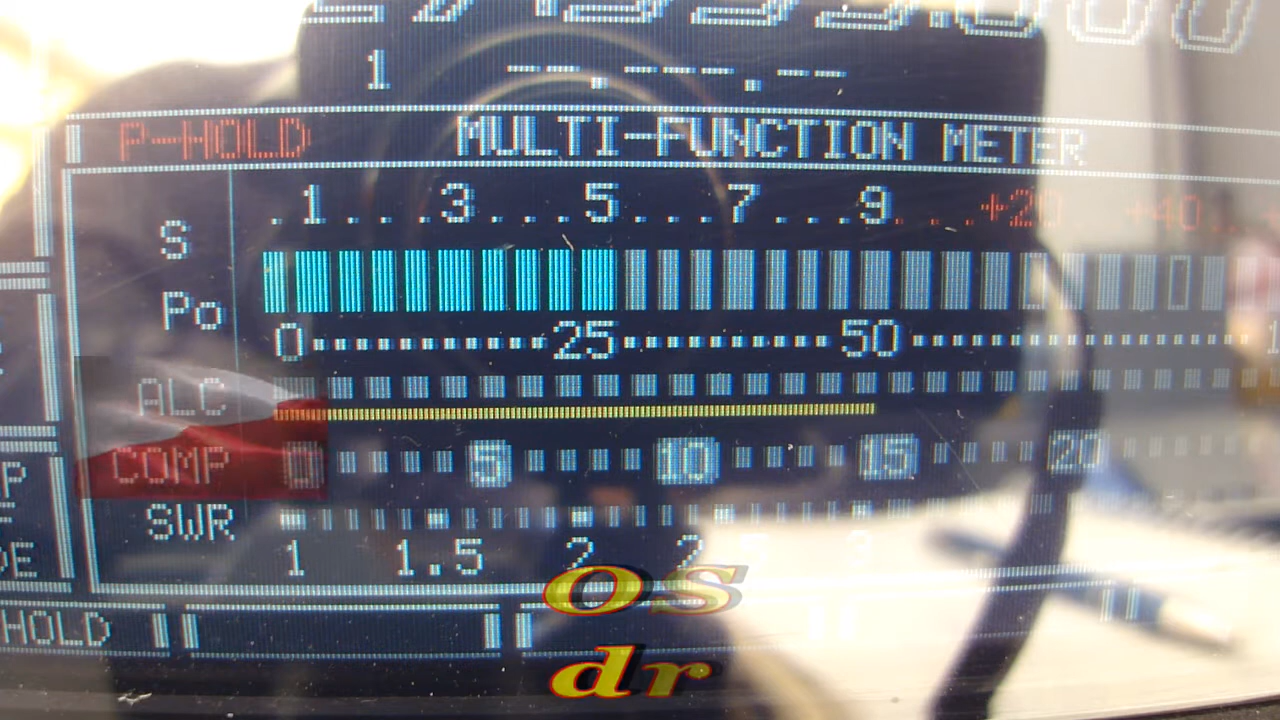 1 --.---.--
P-HOLD MULTI-FUNCTION METER
S .1...3...5...7...9...+20 +40
Po
0 25 50
ALC
COMP 0 5 10 15 20
SWR
1 1.5 2 2.5 3
HOLD
Os
dr